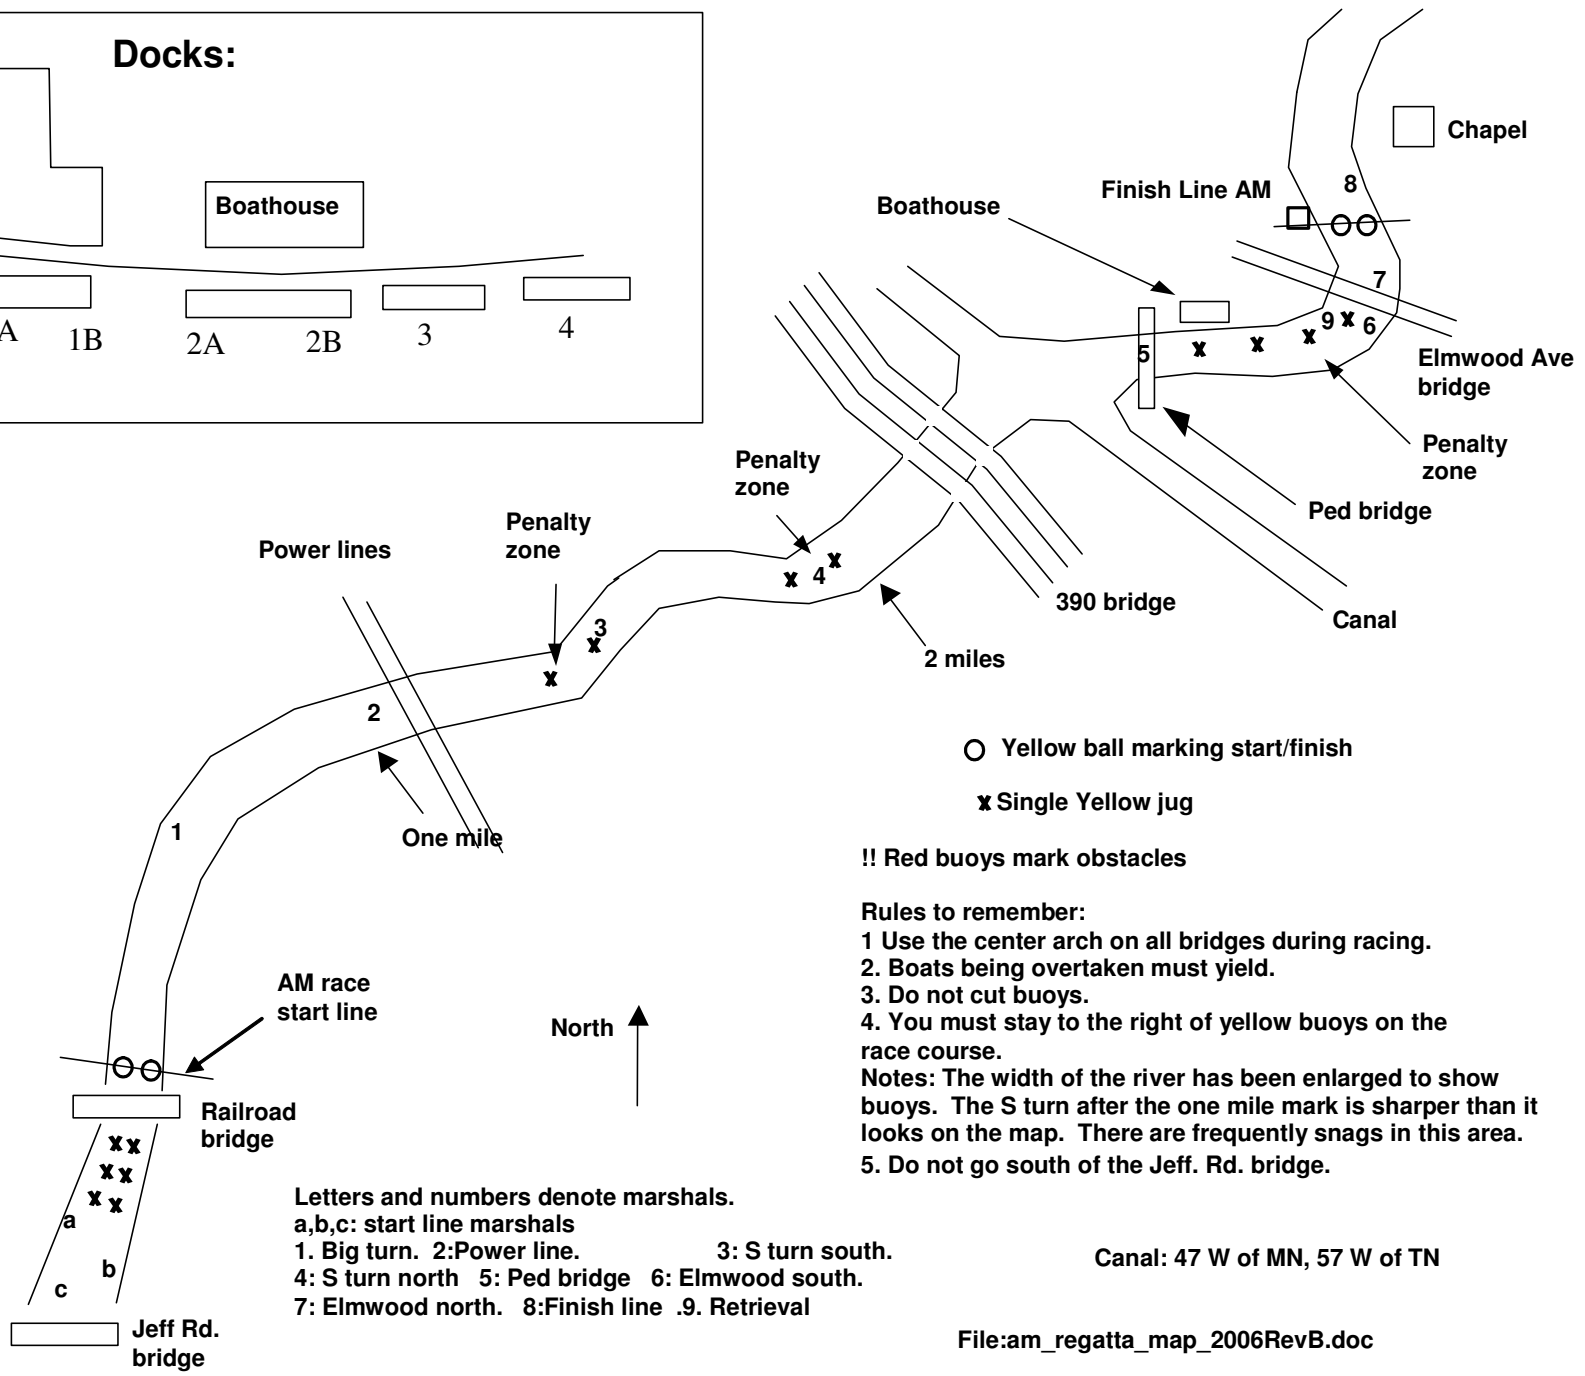 Docks:
Boathouse
A
1B
2A
2B
3
4
Chapel
8
Finish Line AM
Boathouse
7
9
6
5
Elmwood Ave
bridge
Penalty
zone
Ped bridge
Penalty
zone
Penalty
zone
Power lines
4
390 bridge
Canal
3
2 miles
2
One mile
1
Yellow ball marking start/finish
x Single Yellow jug
!! Red buoys mark obstacles
Rules to remember:
1 Use the center arch on all bridges during racing.
2. Boats being overtaken must yield.
3. Do not cut buoys.
4. You must stay to the right of yellow buoys on the
race course.
Notes: The width of the river has been enlarged to show
buoys. The S turn after the one mile mark is sharper than it
looks on the map. There are frequently snags in this area.
5. Do not go south of the Jeff. Rd. bridge.
AM race
start line
North
Railroad
bridge
a
b
c
Jeff Rd.
bridge
Letters and numbers denote marshals.
a,b,c: start line marshals
1. Big turn. 2:Power line. 3: S turn south.
4: S turn north 5: Ped bridge 6: Elmwood south.
7: Elmwood north. 8:Finish line .9. Retrieval
Canal: 47 W of MN, 57 W of TN
File:am_regatta_map_2006RevB.doc